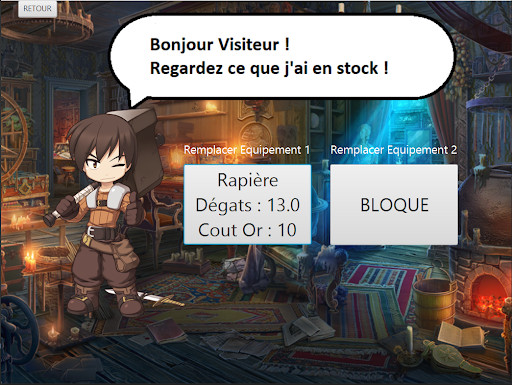 RETOUR
Bonjour Visiteur !
Regardez ce que j'ai en stock !
Remplacer Equipement 1
Remplacer Equipement 2
Rapière
Dégats : 13.0
Cout Or : 10
BLOQUE